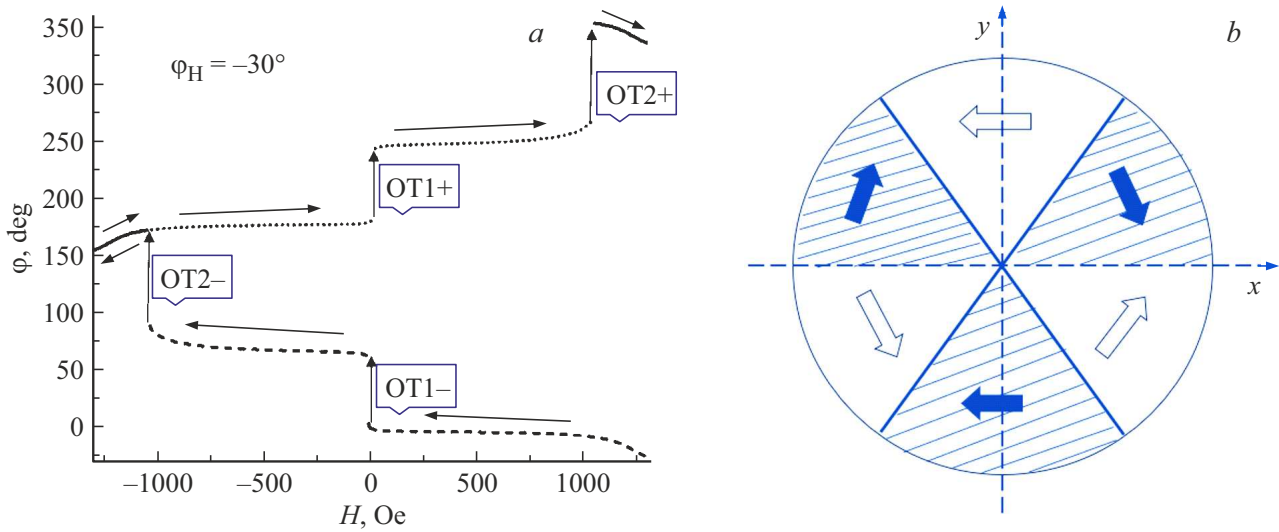 a
φH = –30°
350
300
250
200
150
100
50
0
φ, deg
OT2+
OT1+
OT2–
OT1–
–1000
–500
0
500
1000
H, Oe
b
y
x